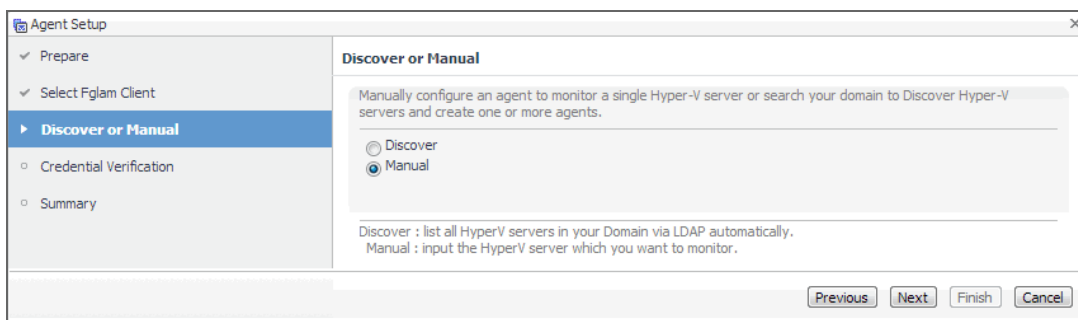 Agent Setup
Prepare
Select Fglam Client
Discover or Manual
Credential Verification
Summary
Discover or Manual
Manually configure an agent to monitor a single Hyper-V server or search your domain to Discover Hyper-V
servers and create one or more agents.
Discover
Manual
Discover : list all HyperV servers in your Domain via LDAP automatically.
Manual : input the HyperV server which you want to monitor.
Previous Next Finish Cancel